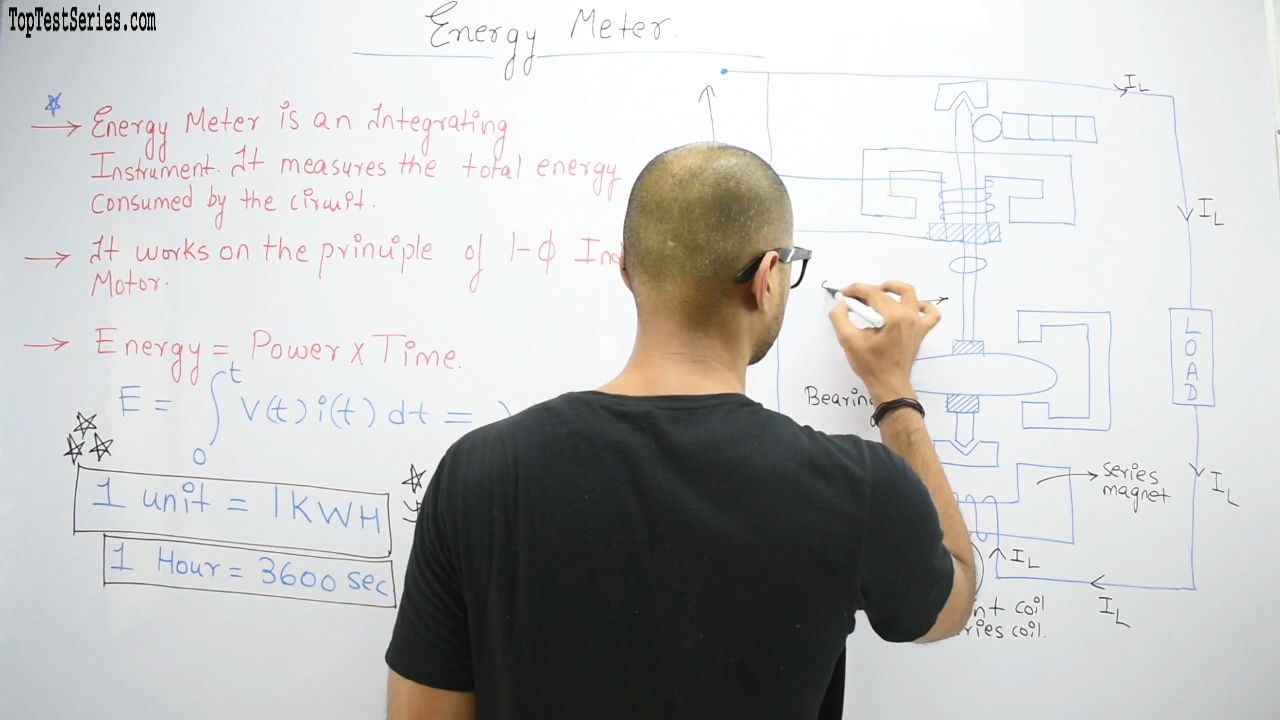 TopTestSeries.com
Energy Meter.
Energy Meter is an Integrating
Instrument. It measures the total energy
consumed by the circuit.
It works on the principle of 1-ϕ
Motor.
Energy = Power x Time.
E = ∫ 0 t V(t) i(t) dt =
1 unit = 1KWH
1 Hour = 3600 sec
IL
IL
LOAD
Bearing
series
magnet
IL
IL
IL
coil
coil.